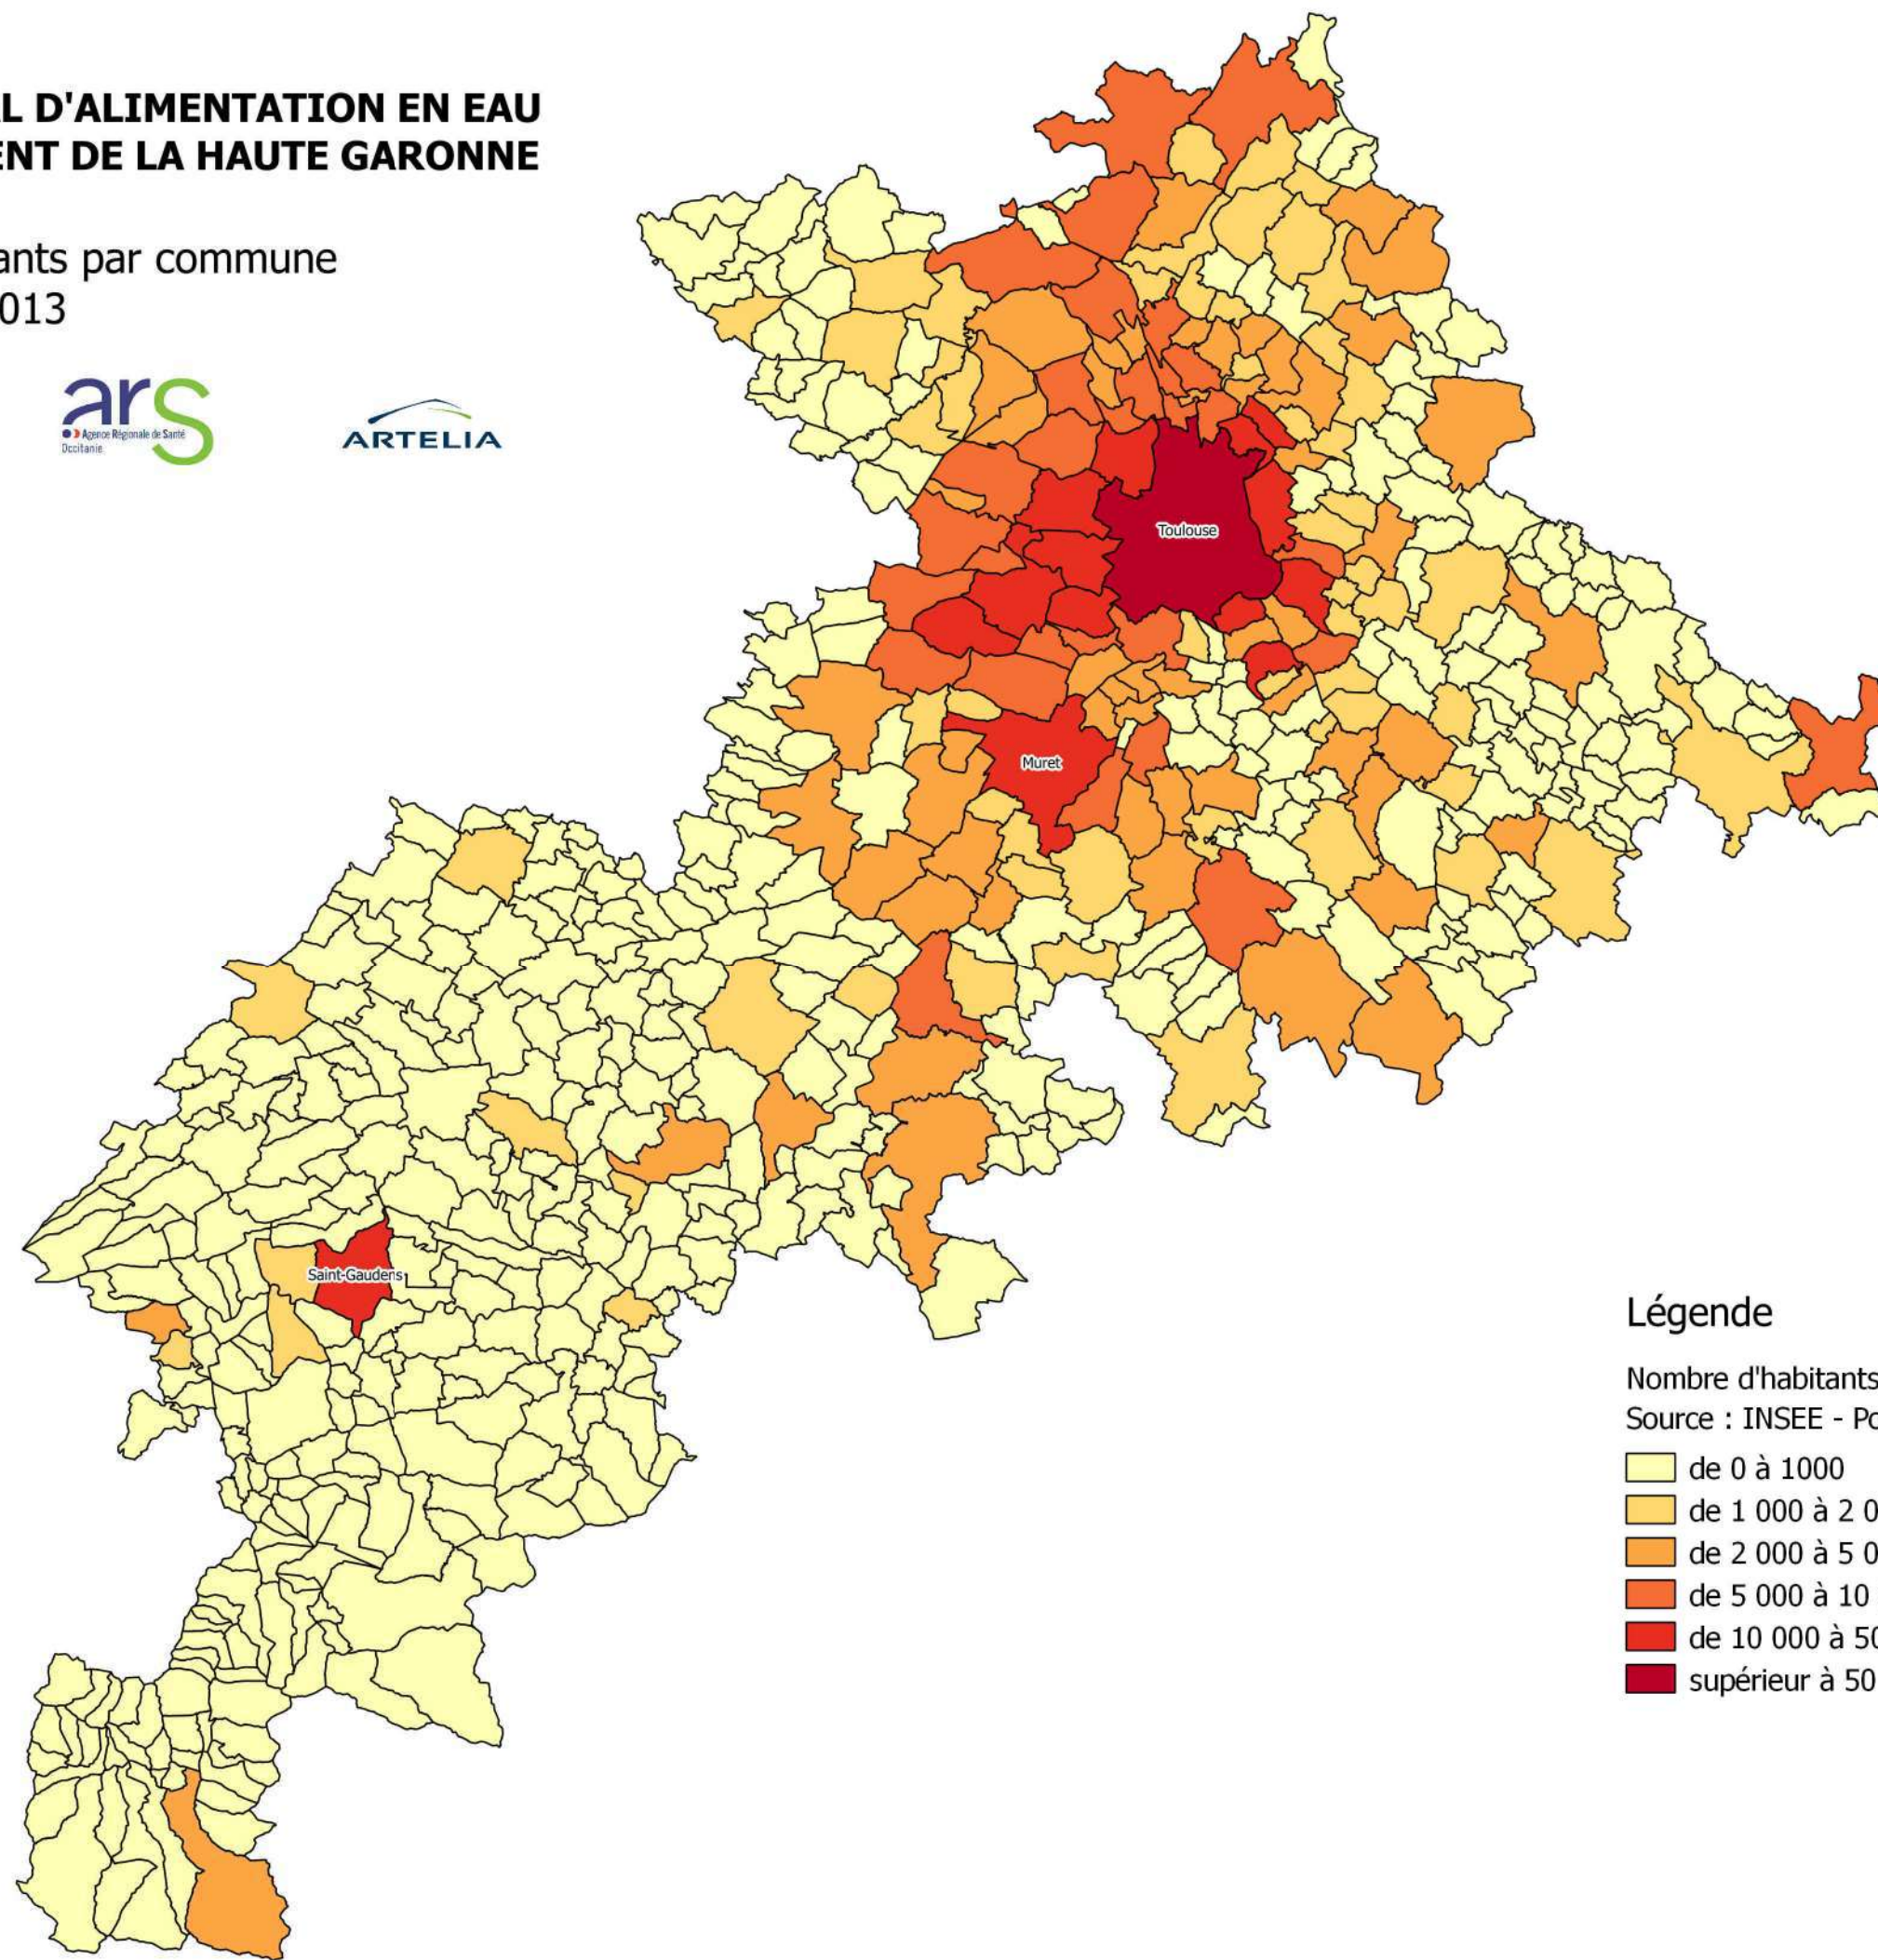 L D'ALIMENTATION EN EAU
ENT DE LA HAUTE GARONNE
ants par commune
013
ars
Agence Régionale de Santé
Occitanie
ARTELIA
Toulouse
Muret
Saint-Gaudens
Légende
Nombre d'habitants
Source : INSEE - Po
de 0 à 1000
de 1 000 à 2 0
de 2 000 à 5 0
de 5 000 à 10
de 10 000 à 50
supérieur à 50